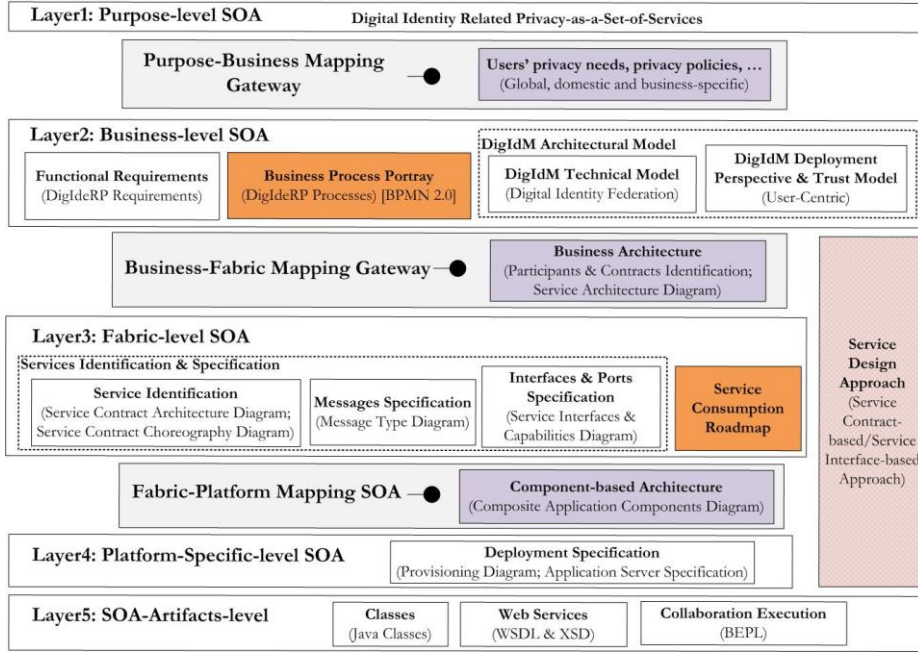 Layer1: Purpose-level SOA
Digital Identity Related Privacy-as-a-Set-of-Services
Purpose-Business Mapping
Gateway
Users' privacy needs, privacy policies, …
(Global, domestic and business-specific)
Layer2: Business-level SOA
Functional Requirements
(DigIdeRP Requirements)
Business Process Portray
(DigIdeRP Processes) [BPMN 2.0]
DigIdM Architectural Model
DigIdM Technical Model
(Digital Identity Federation)
DigIdM Deployment
Perspective & Trust Model
(User-Centric)
Business-Fabric Mapping Gateway
Business Architecture
(Participants & Contracts Identification;
Service Architecture Diagram)
Layer3: Fabric-level SOA
Services Identification & Specification
Service Identification
(Service Contract Architecture Diagram;
Service Contract Choreography Diagram)
Messages Specification
(Message Type Diagram)
Interfaces & Ports
Specification
(Service Interfaces &
Capabilities Diagram)
Service
Consumption
Roadmap
Service
Design
Approach
(Service
Contract-
based/Service
Interface-based
Approach)
Fabric-Platform Mapping SOA
Component-based Architecture
(Composite Application Components Diagram)
Layer4: Platform-Specific-level SOA
Deployment Specification
(Provisioning Diagram; Application Server Specification)
Layer5: SOA-Artifacts-level
Classes
(Java Classes)
Web Services
(WSDL & XSD)
Collaboration Execution
(BEPL)